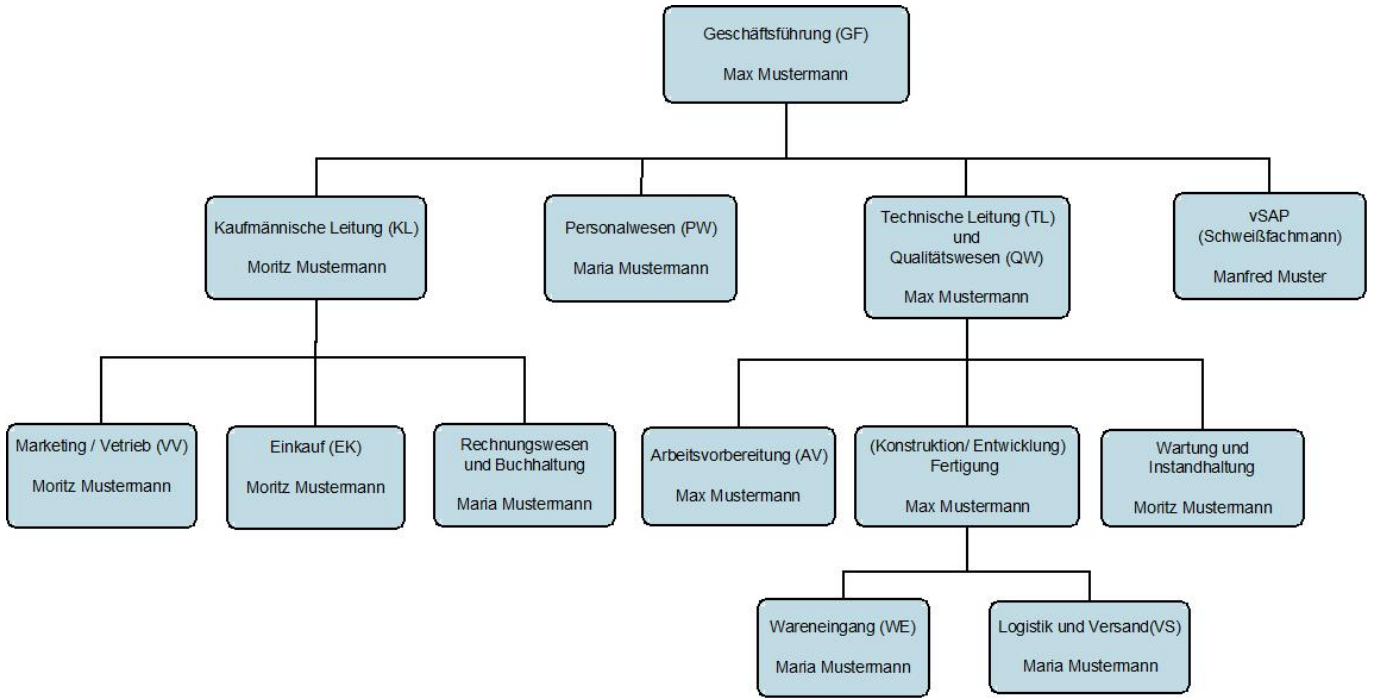 Geschäftsführung (GF)
Max Mustermann
Kaufmännische Leitung (KL)
Moritz Mustermann
Personalwesen (PW)
Maria Mustermann
Technische Leitung (TL)
und
Qualitätswesen (QW)
Max Mustermann
vSAP
(Schweißfachmann)
Manfred Muster
Marketing / Vetrieb (VV)
Moritz Mustermann
Einkauf (EK)
Moritz Mustermann
Rechnungswesen
und Buchhaltung
Maria Mustermann
Arbeitsvorbereitung (AV)
Max Mustermann
(Konstruktion/ Entwicklung)
Fertigung
Max Mustermann
Wartung und
Instandhaltung
Moritz Mustermann
Wareneingang (WE)
Maria Mustermann
Logistik und Versand(VS)
Maria Mustermann